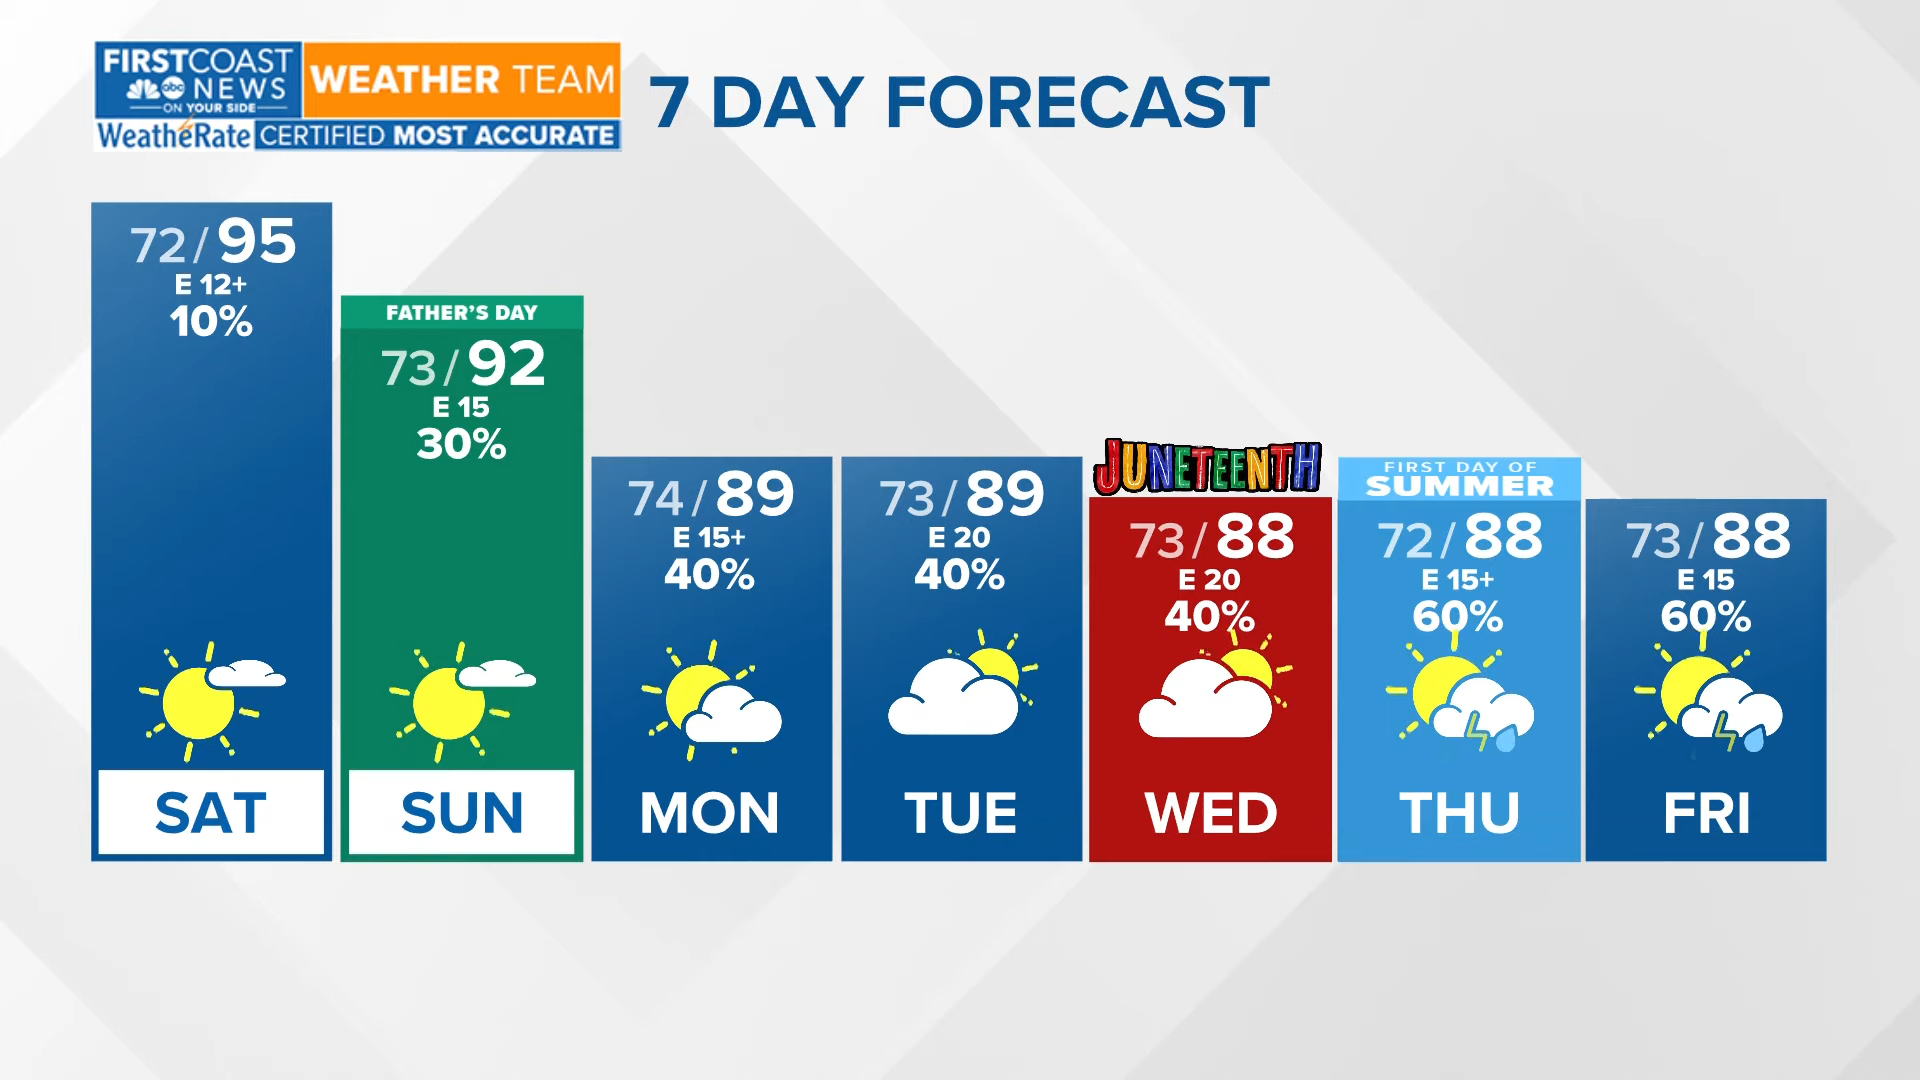 FIRSTCOAST
abc NEWS
ON YOUR SIDE
WEATHER TEAM
WeatheRate CERTIFIED MOST ACCURATE
7 DAY FORECAST
72/95
E 12+
10%
SAT
FATHER'S DAY
73/92
E 15
30%
SUN
74/89
E 15+
40%
MON
73/89
E 20
40%
TUE
JUNETEENTH
73/88
E 20
40%
WED
FIRST DAY OF
SUMMER
72/88
E 15+
60%
THU
73/88
E 15
60%
FRI